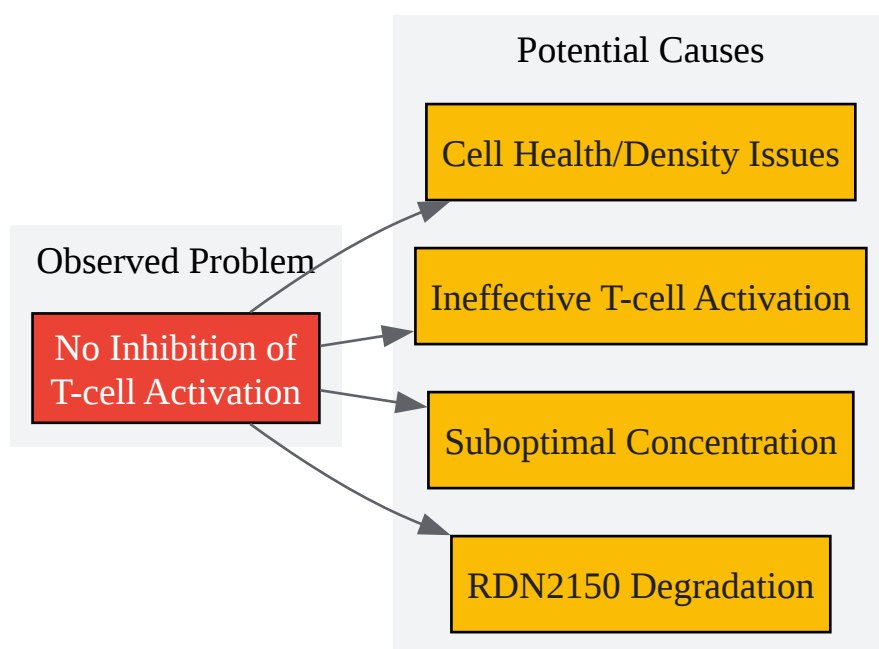 Observed Problem
No Inhibition of
T-cell Activation
Potential Causes
Cell Health/Density Issues
Ineffective T-cell Activation
Suboptimal Concentration
RDN2150 Degradation